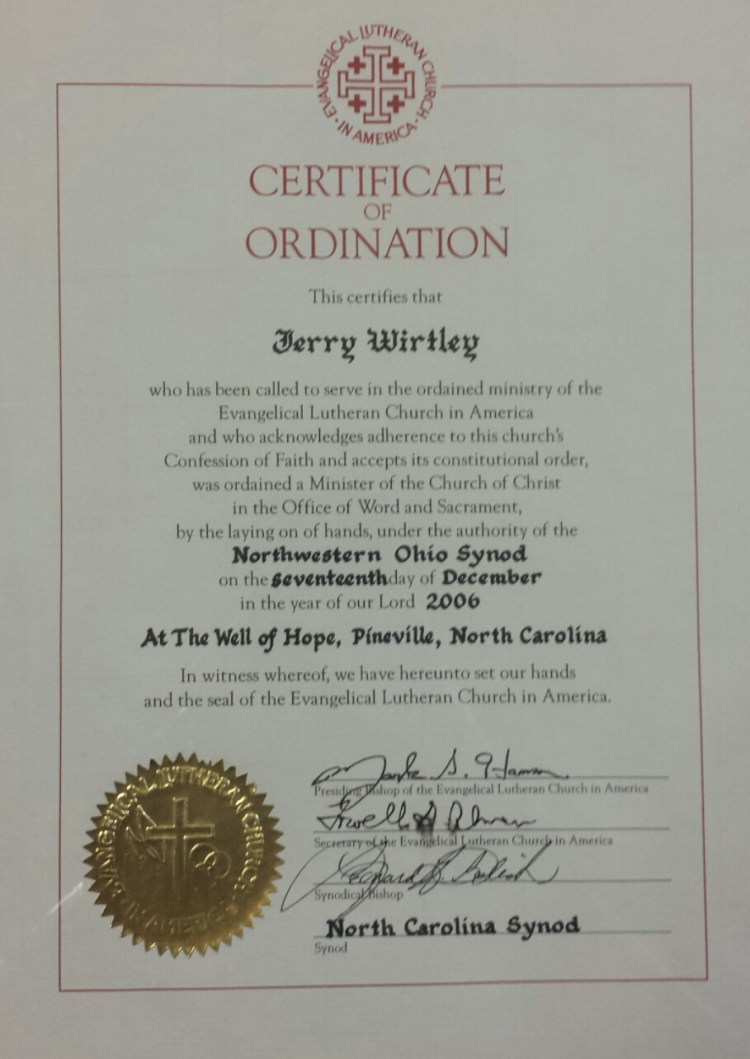 EVANGELICAL LUTHERAN CHURCH
· IN AMERICA ·
CERTIFICATE
OF
ORDINATION
This certifies that
Jerry Wirtley
who has been called to serve in the ordained ministry of the
Evangelical Lutheran Church in America
and who acknowledges adherence to this church's
Confession of Faith and accepts its constitutional order,
was ordained a Minister of the Church of Christ
in the Office of Word and Sacrament,
by the laying on of hands, under the authority of the
Northwestern Ohio Synod
on the seventeenth day of December
in the year of our Lord 2006
At The Well of Hope, Pineville, North Carolina
In witness whereof, we have hereunto set our hands
and the seal of the Evangelical Lutheran Church in America.
EVANGELICAL LUTHERAN CHURCH
· IN AMERICA ·
Mark S.
Presiding Bishop of the Evangelical Lutheran Church in America
Lowell G. Almen
Secretary of the Evangelical Lutheran Church in America
Leonard
Synodical Bishop
North Carolina Synod
Synod